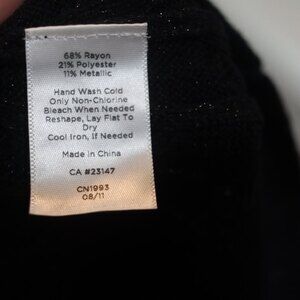 68% Rayon
21% Polyester
11% Metallic
Hand Wash Cold
Only Non-Chlorine
Bleach When Needed
Reshape, Lay Flat To
Dry
Cool Iron, If Needed
Made in China
CA #23147
CN1993
08/11